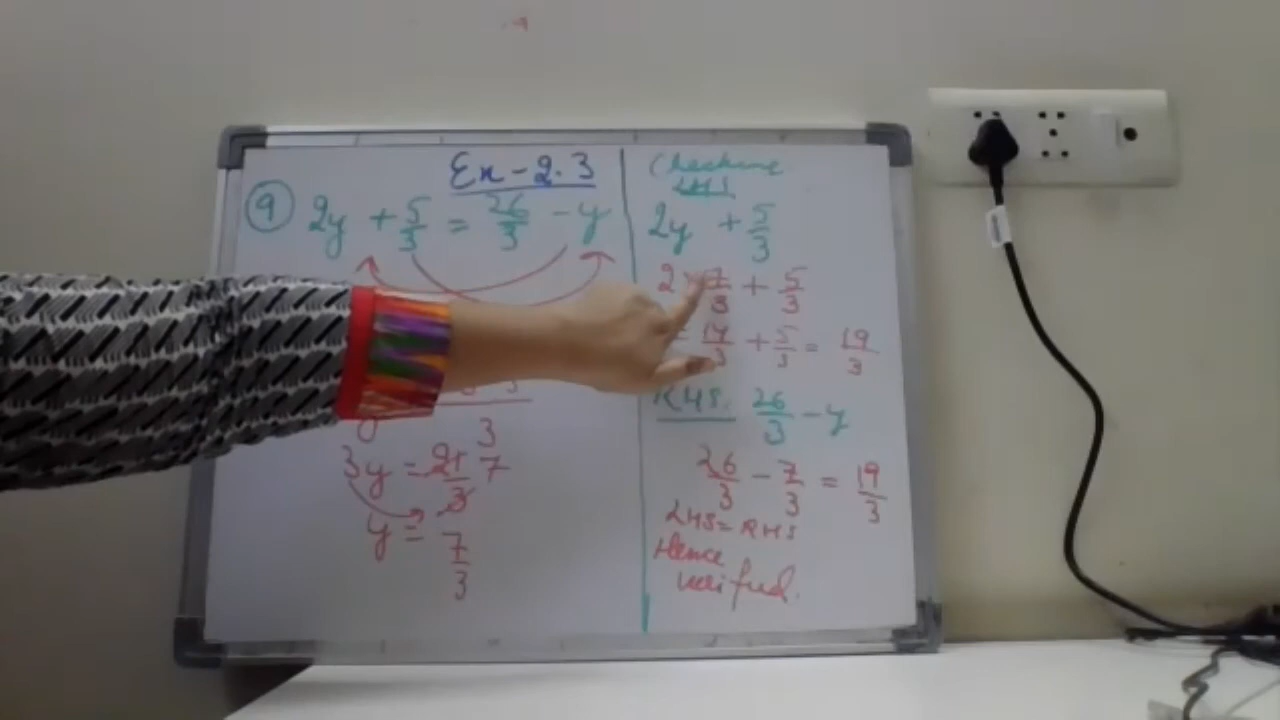 Ex-2.3
9 2y + 5/3 = 26/3 - y
3y = 21/3
y = 7/3
Checking
LHS
2y + 5/3
2 × 7/3 + 5/3
14/3 + 5/3 = 19/3
RHS. 26/3 - y
26/3 - 7/3 = 19/3
LHS = RHS
Hence
verified.